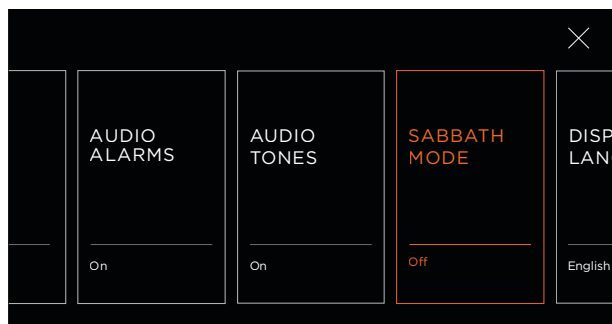 AUDIO
ALARMS
On
AUDIO
TONES
On
SABBATH
MODE
Off
English